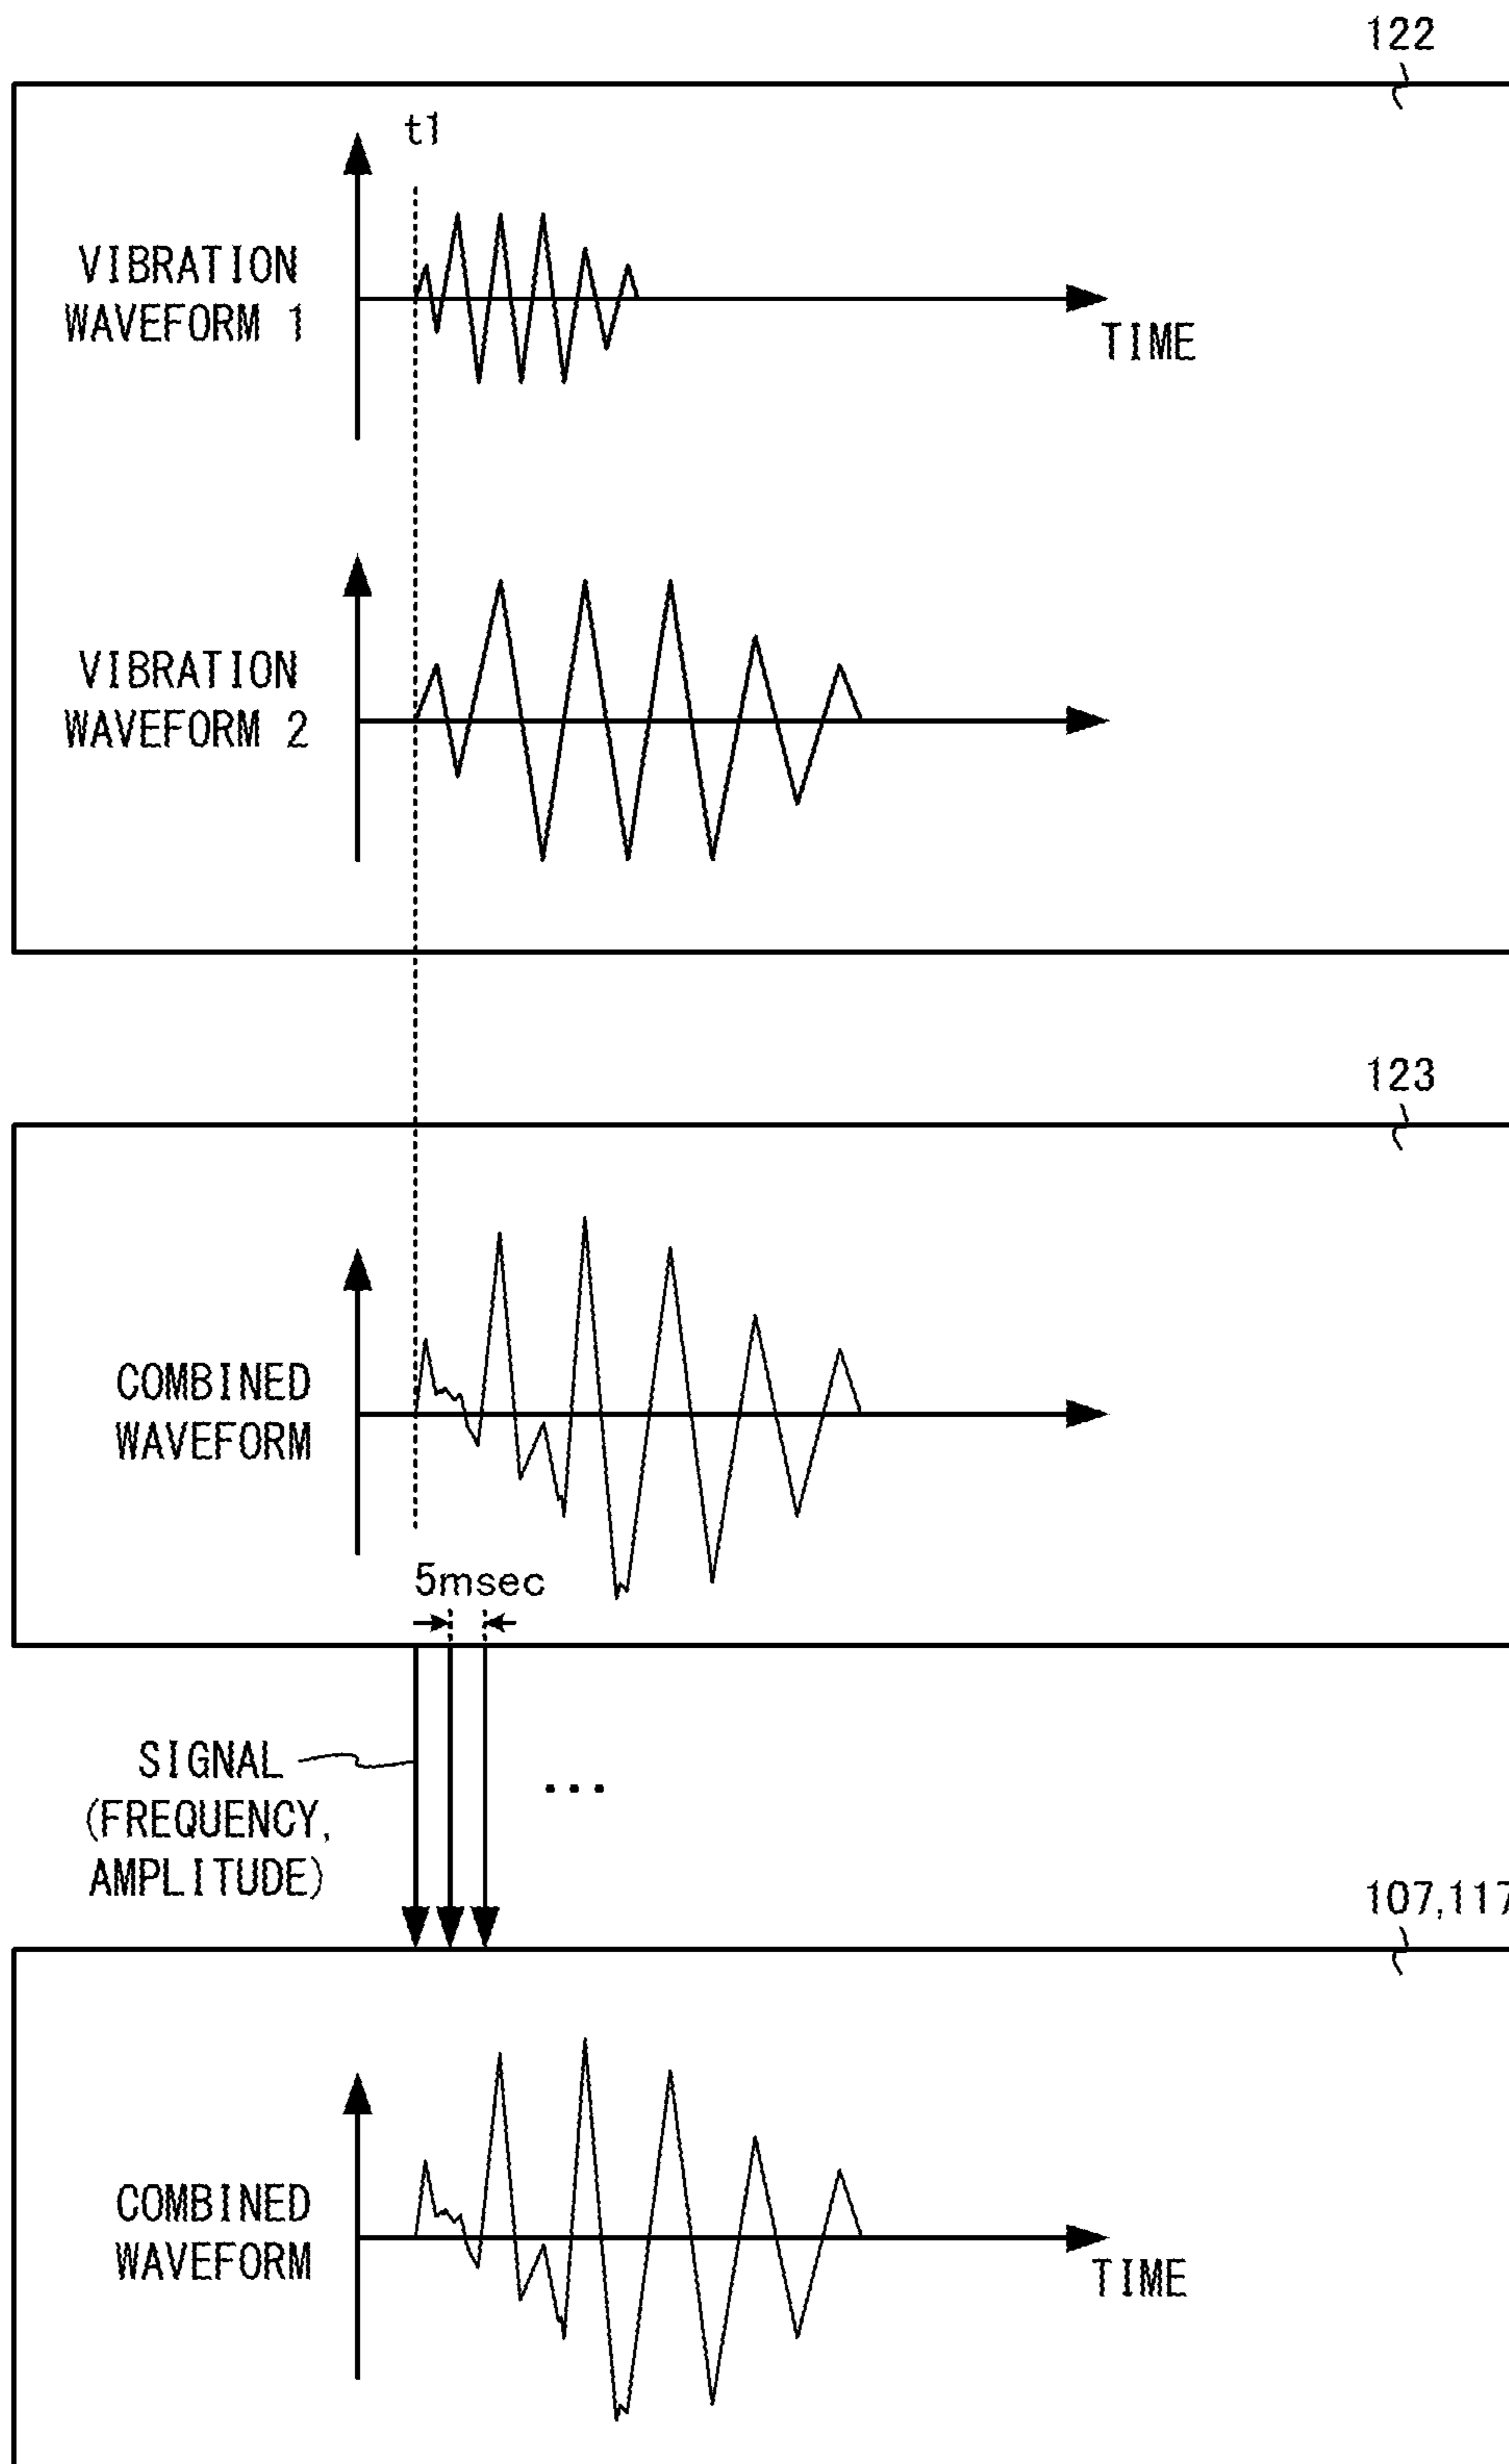 122
t1
VIBRATION
WAVEFORM 1
TIME
VIBRATION
WAVEFORM 2
123
COMBINED
WAVEFORM
5msec
SIGNAL
(FREQUENCY,
AMPLITUDE)
...
107,117
COMBINED
WAVEFORM
TIME